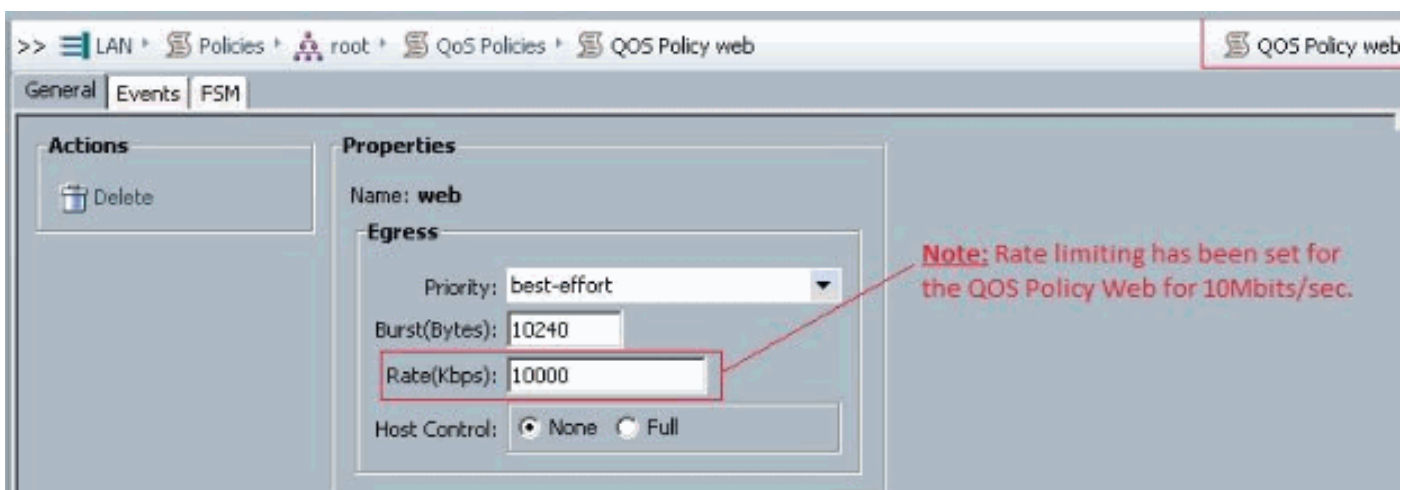 >> LAN Policies root QoS Policies QOS Policy web QOS Policy web
General Events FSM
Actions
Delete
Properties
Name: web
Egress
Priority: best-effort
Burst(Bytes): 10240
Rate(Kbps): 10000
Host Control: None Full
Note: Rate limiting has been set for
the QOS Policy Web for 10Mbits/sec.